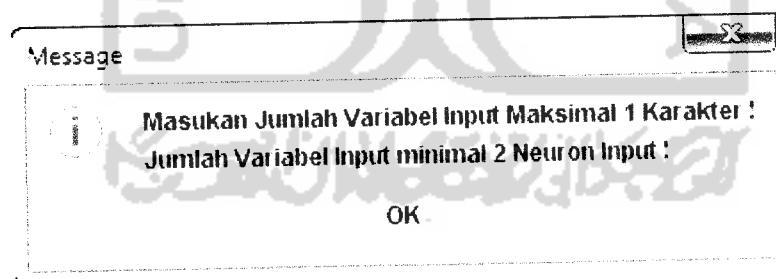 Message
Masukan Jumlah Variabel Input Maksimal 1 Karakter !
Jumlah Variabel Input minimal 2 Neuron Input !
OK